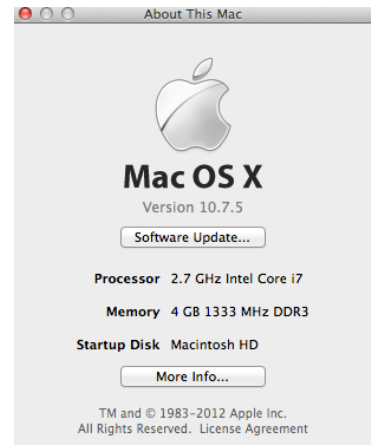 About This Mac
Mac OS X
Version 10.7.5
Software Update...
Processor 2.7 GHz Intel Core i7
Memory 4 GB 1333 MHz DDR3
Startup Disk Macintosh HD
More Info...
TM and © 1983-2012 Apple Inc.
All Rights Reserved. License Agreement